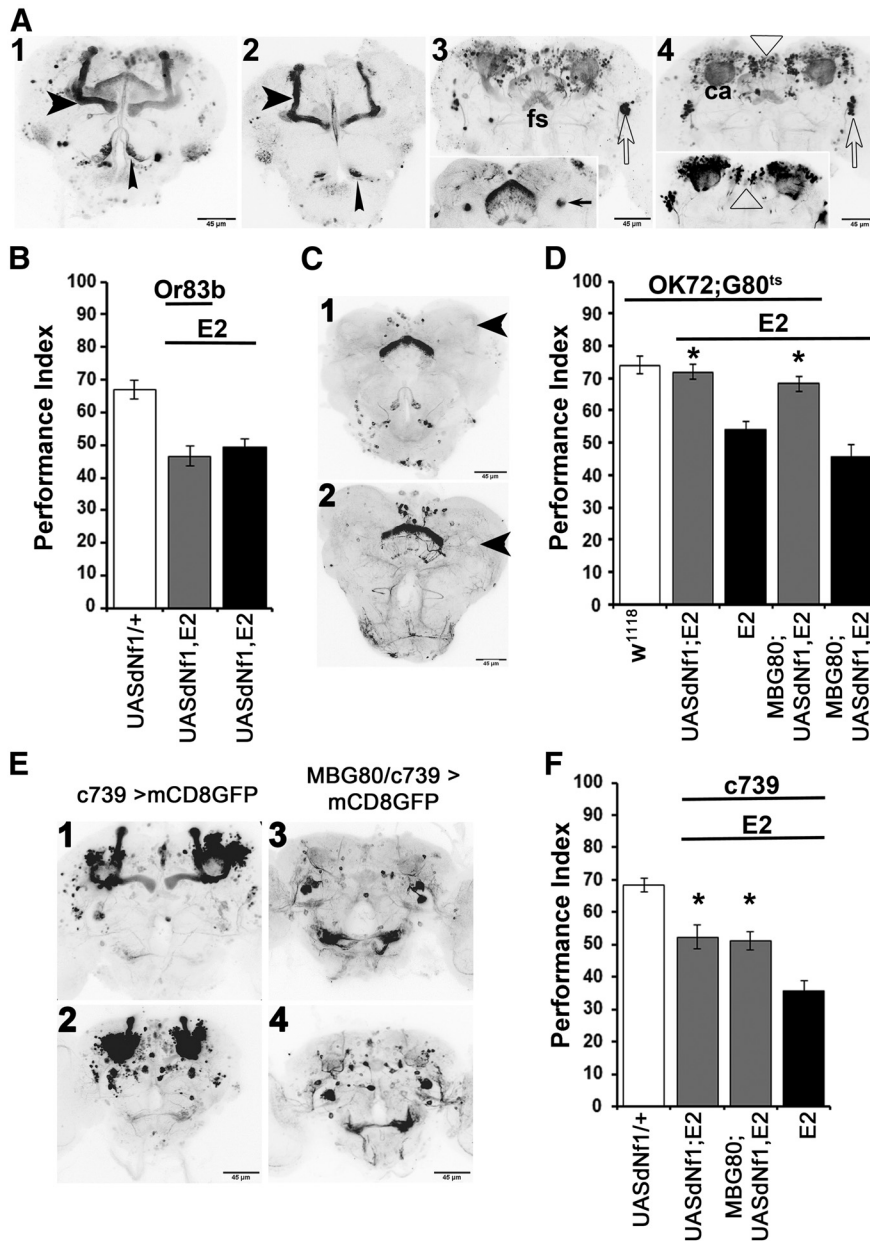 A
1
2
3
4
fs
ca
45 µm
45 µm
45 µm
45 µm
B
Performance Index
100
90
80
70
60
50
40
30
20
10
0
Or83b
E2
UASdNf1/+
UASdNf1,E2
UASdNf1,E2
C
1
2
45 µm
45 µm
D
Performance Index
100
90
80
70
60
50
40
30
20
10
0
OK72;G80ts
E2
*
*
w1118
UASdNf1;E2
E2
MBG80;
UASdNf1,E2
MBG80;
UASdNf1,E2
E
c739 >mCD8GFP
MBG80/c739 >
mCD8GFP
1
3
2
4
45 µm
45 µm
F
Performance Index
100
90
80
70
60
50
40
30
20
10
0
c739
E2
*
*
UASdNf1/+
UASdNf1;E2
MBG80;
UASdNf1,E2
E2